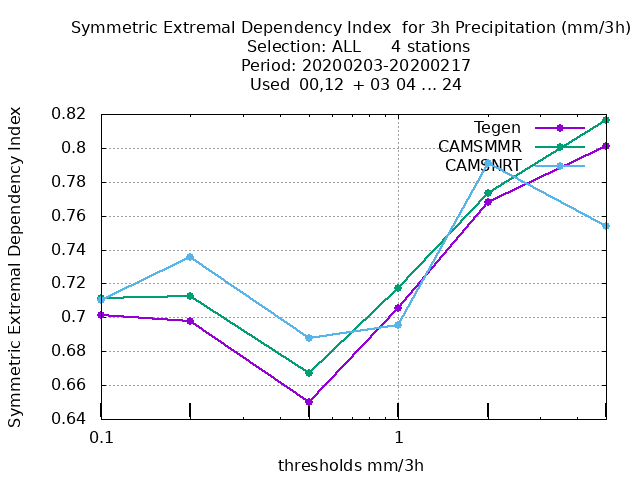 Symmetric Extremal Dependency Index for 3h Precipitation (mm/3h)
Selection: ALL 4 stations
Period: 20200203-20200217
Used 00,12 + 03 04 ... 24
Symmetric Extremal Dependency Index
0.82
0.8
0.78
0.76
0.74
0.72
0.7
0.68
0.66
0.64
Tegen
CAMSMMR
CAMSNRT
0.1
1
thresholds mm/3h